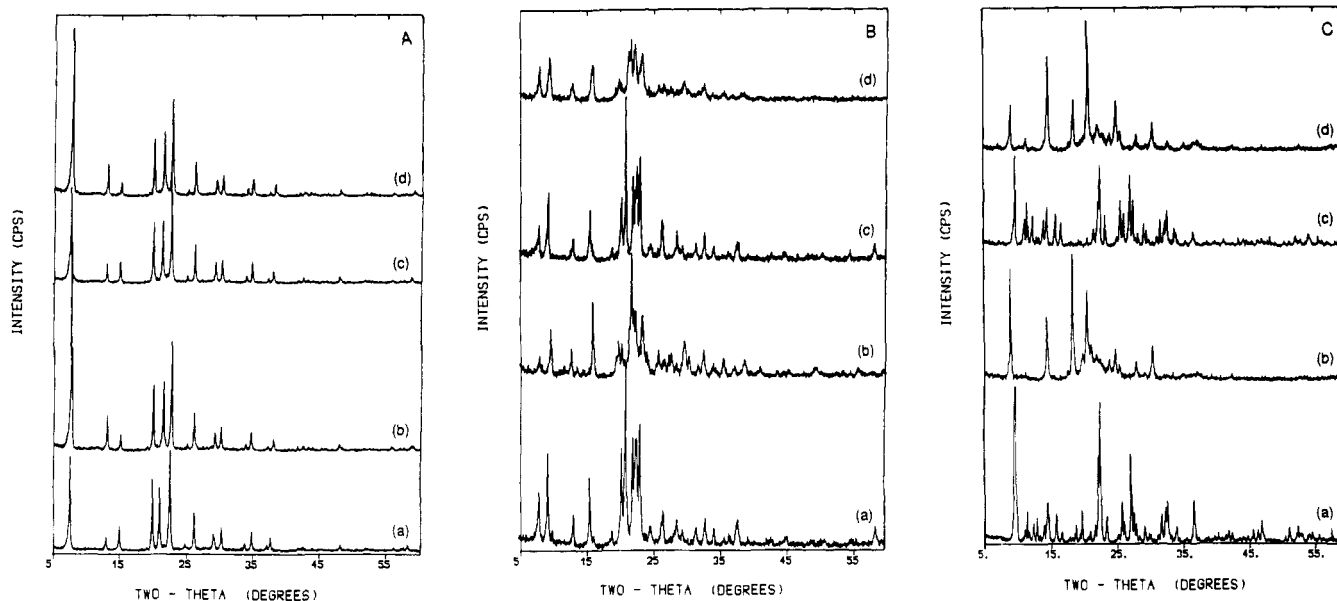 A
INTENSITY (CPS)
(d)
(c)
(b)
(a)
5 15 25 35 45 55
TWO - THETA (DEGREES)
B
INTENSITY (CPS)
(d)
(c)
(b)
(a)
5 15 25 35 45 55
TWO - THETA (DEGREES)
C
INTENSITY (CPS)
(d)
(c)
(b)
(a)
5. 15. 25. 35. 45. 55.
TWO - THETA (DEGREES)